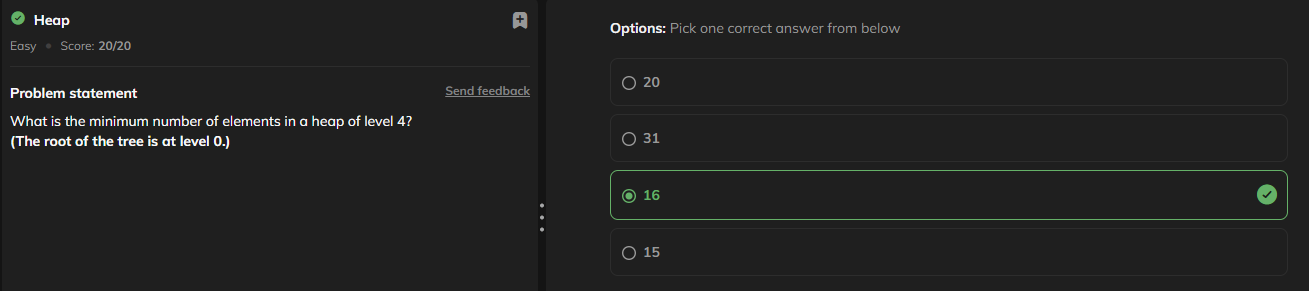 Heap
Easy • Score: 20/20
Problem statement
Send feedback
What is the minimum number of elements in a heap of level 4?
(The root of the tree is at level 0.)
Options: Pick one correct answer from below
20
31
16
15